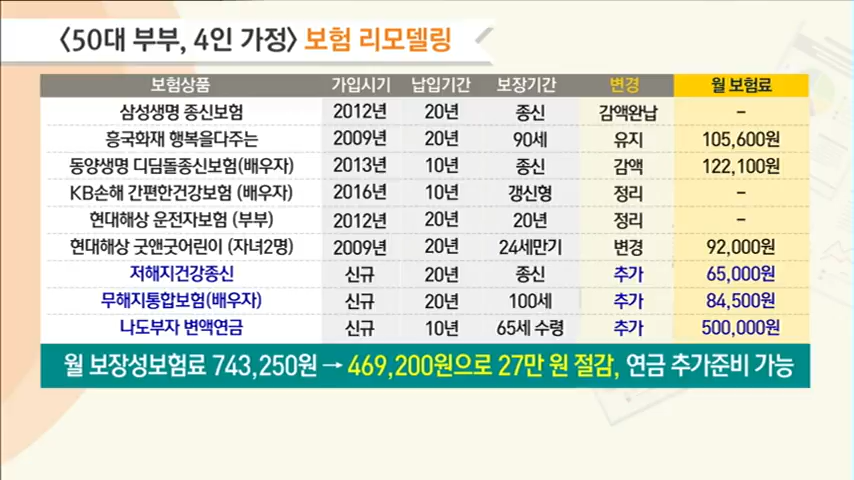 <50대 부부, 4인 가정> 보험 리모델링
보험상품 가입시기 납입기간 보장기간 변경 월 보험료
삼성생명 종신보험 2012년 20년 종신 감액완납 -
흥국화재 행복을다주는 2009년 20년 90세 유지 105,600원
동양생명 디딤돌종신보험(배우자) 2013년 10년 종신 감액 122,100원
KB손해 간편한건강보험 (배우자) 2016년 10년 갱신형 정리 -
현대해상 운전자보험 (부부) 2012년 20년 20년 정리 -
현대해상 굿앤굿어린이 (자녀2명) 2009년 20년 24세만기 변경 92,000원
저해지건강종신 신규 20년 종신 추가 65,000원
무해지통합보험(배우자) 신규 20년 100세 추가 84,500원
나도부자 변액연금 신규 10년 65세 수령 추가 500,000원
월 보장성보험료 743,250원 → 469,200원으로 27만 원 절감, 연금 추가준비 가능